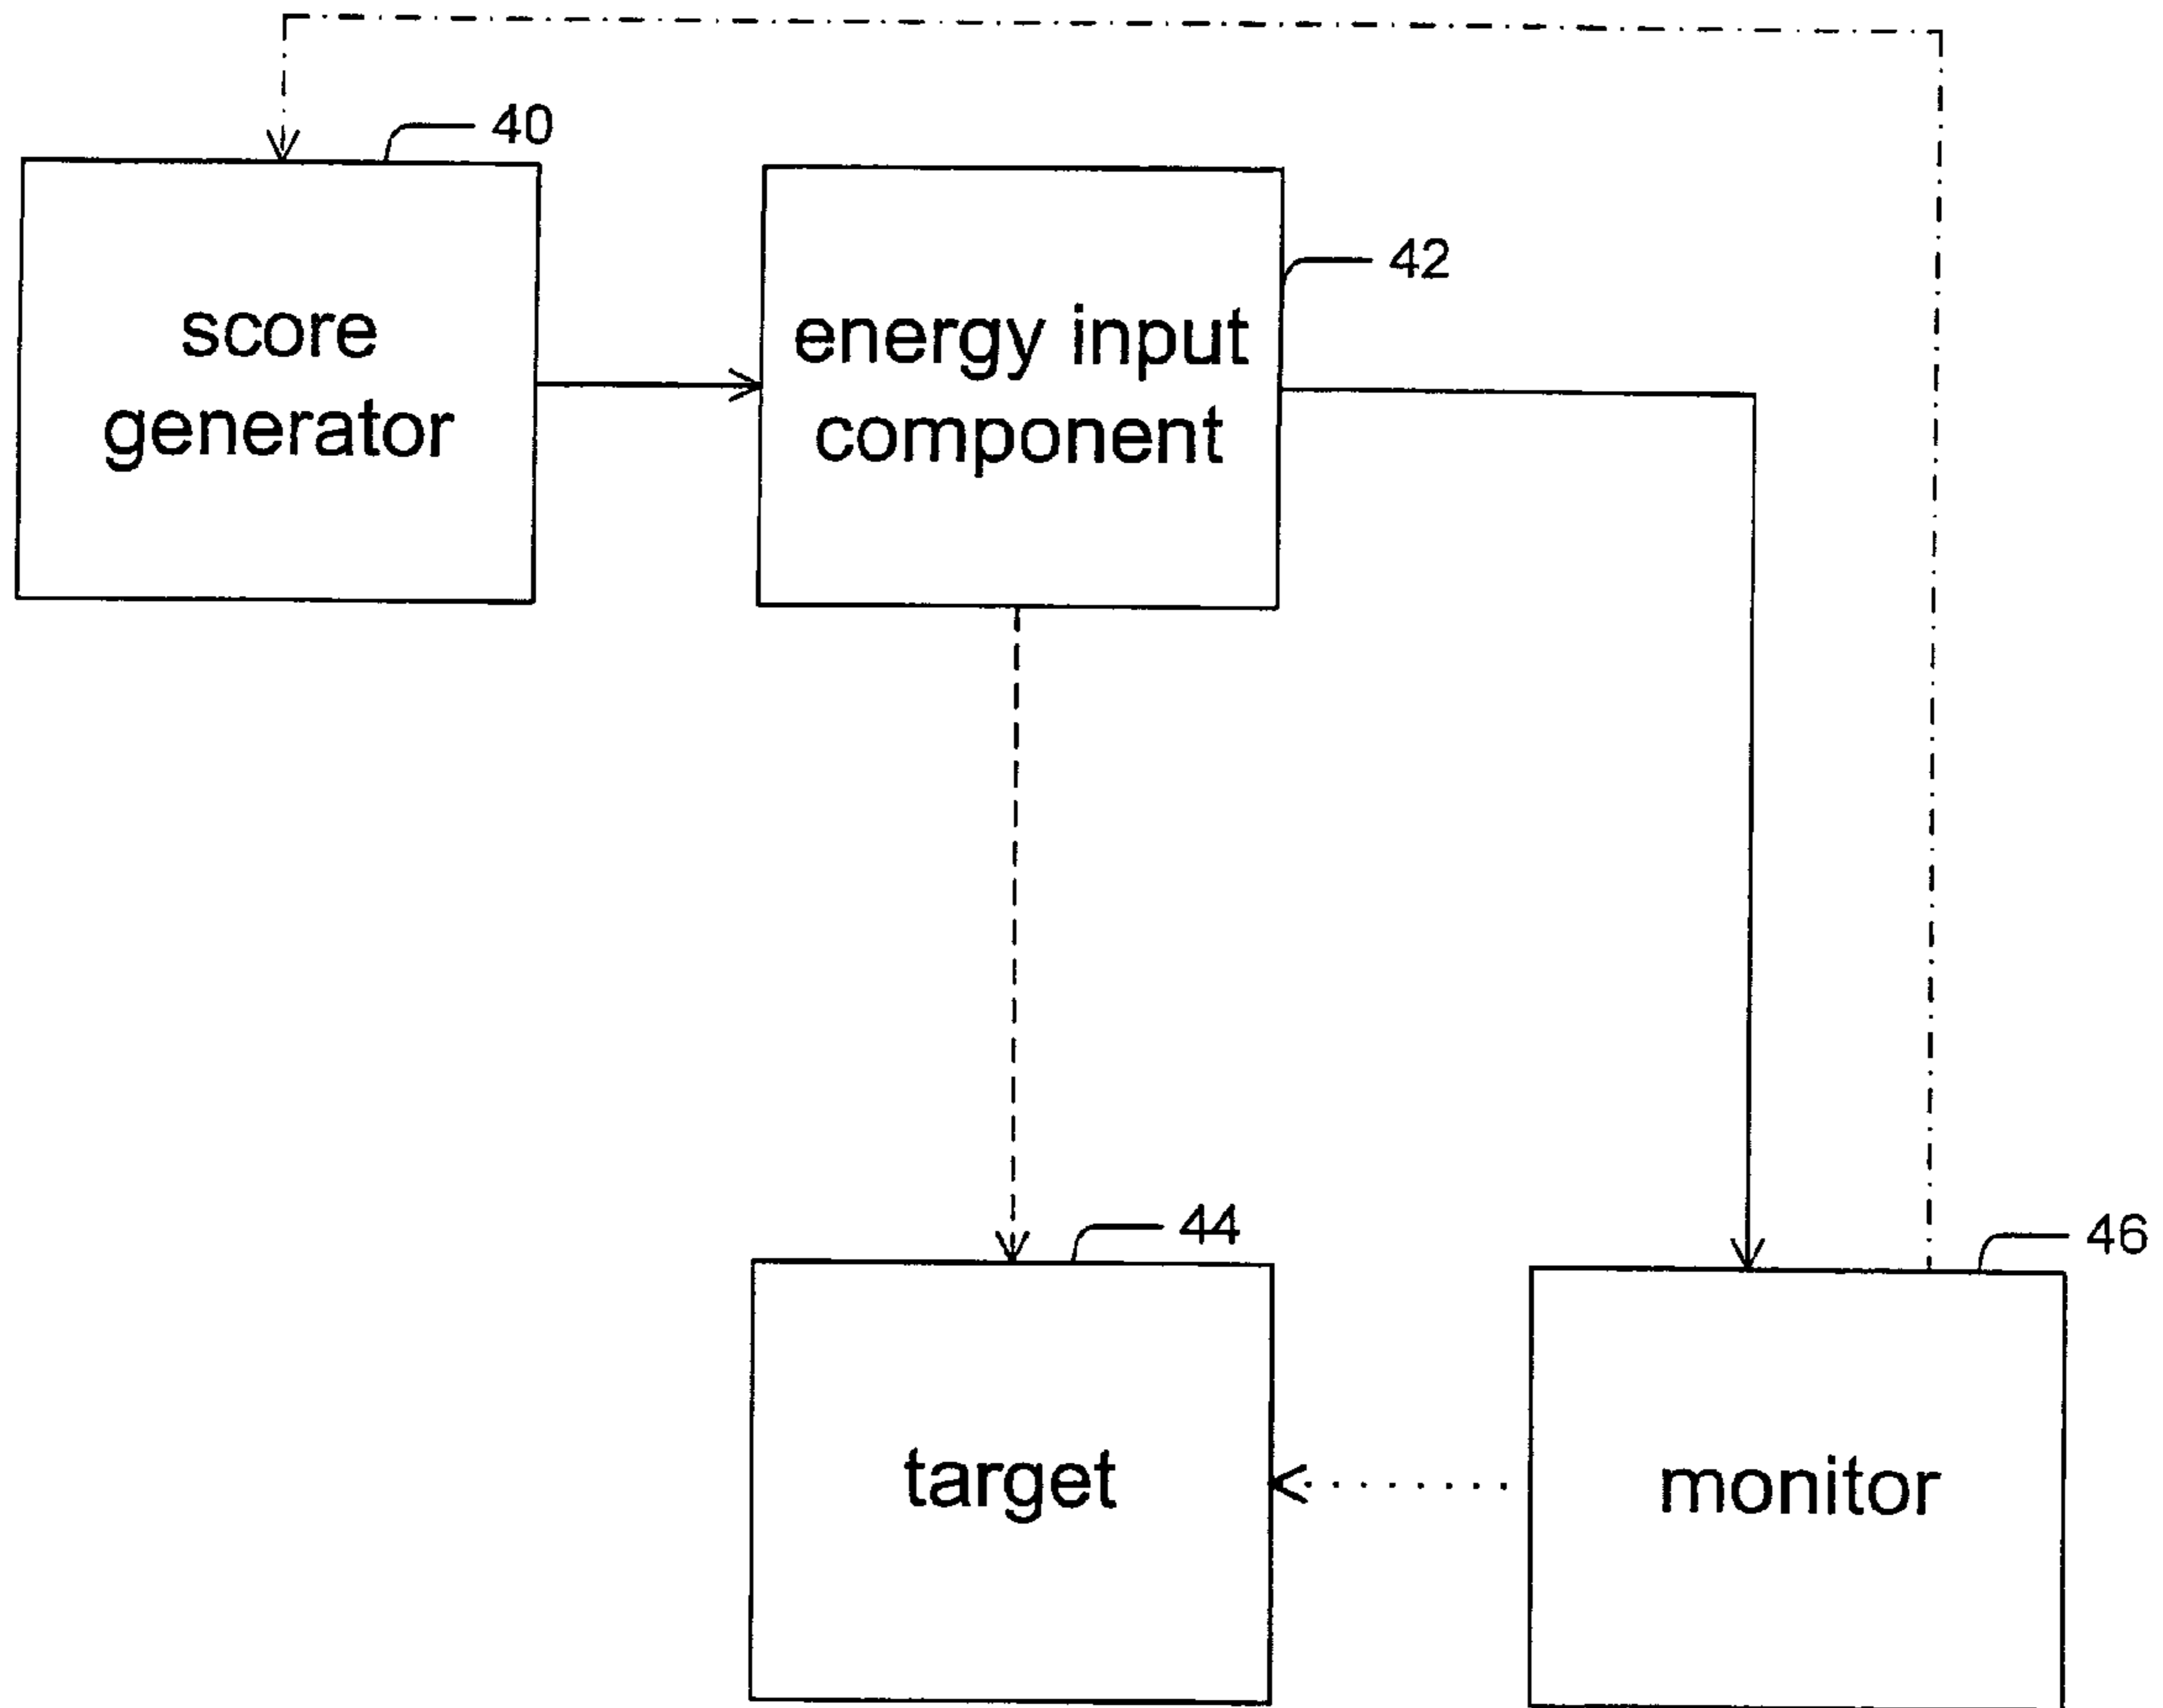 40
score
generator
42
energy input
component
44
target
46
monitor